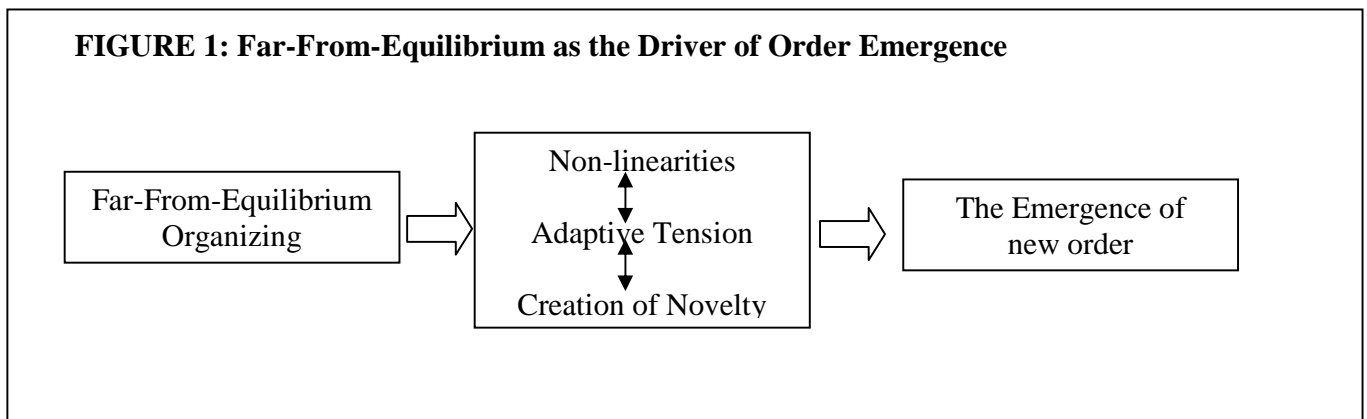 FIGURE 1: Far-From-Equilibrium as the Driver of Order Emergence
Far-From-Equilibrium
Organizing
Non-linearities
Adaptive Tension
Creation of Novelty
The Emergence of
new order